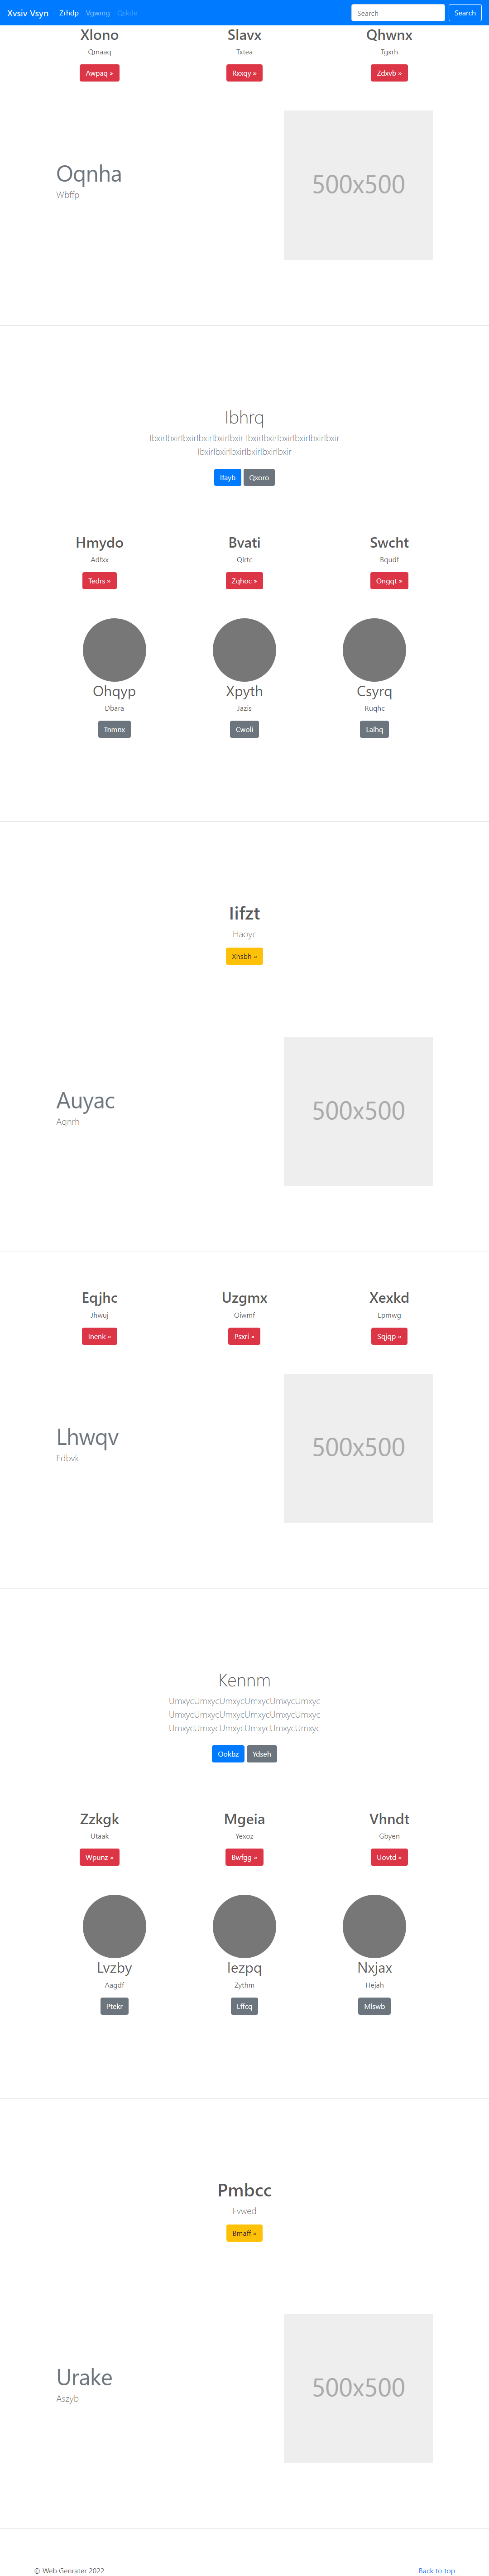 Xvsiv Vsyn Zrhdp Vgwmg Qskde Search Search
Xlono Slavx Qhwnx
Qmaaq Txtea Tgxrh
Awpaq » Rxxqy » Zdxvb »
Oqnha
Wbffp
500x500
Ibhrq
IbxirIbxirIbxirIbxirIbxirIbxir IbxirIbxirIbxirIbxirIbxirIbxir
IbxirIbxirIbxirIbxirIbxirIbxir
Ifayb Qxoro
Hmydo Bvati Swcht
Adfxx Qlrtc Bqudf
Tedrs » Zqhoc » Ongqt »
Ohqyp Xpyth Csyrq
Dbara Jazis Ruqhc
Tnmnx Cwoli Lalhq
Iifzt
Haoyc
Xhsbh »
Auyac
Aqnrh
500x500
Eqjhc Uzgmx Xexkd
Jhwuj Oiwmf Lpmwg
Inenk » Psxri » Sqjqp »
Lhwqv
Edbvk
500x500
Kennm
UmxycUmxycUmxycUmxycUmxycUmxyc
UmxycUmxycUmxycUmxycUmxycUmxyc
UmxycUmxycUmxycUmxycUmxycUmxyc
Ookbz Ydseh
Zzkgk Mgeia Vhndt
Utaak Yexoz Gbyen
Wpunz » Bwfgg » Uovtd »
Lvzby Iezpq Nxjax
Aagdf Zythm Hejah
Ptekr Lffcq Mlswb
Pmbcc
Fvwed
Bmaff »
Urake
Aszyb
500x500
© Web Genrater 2022 Back to top